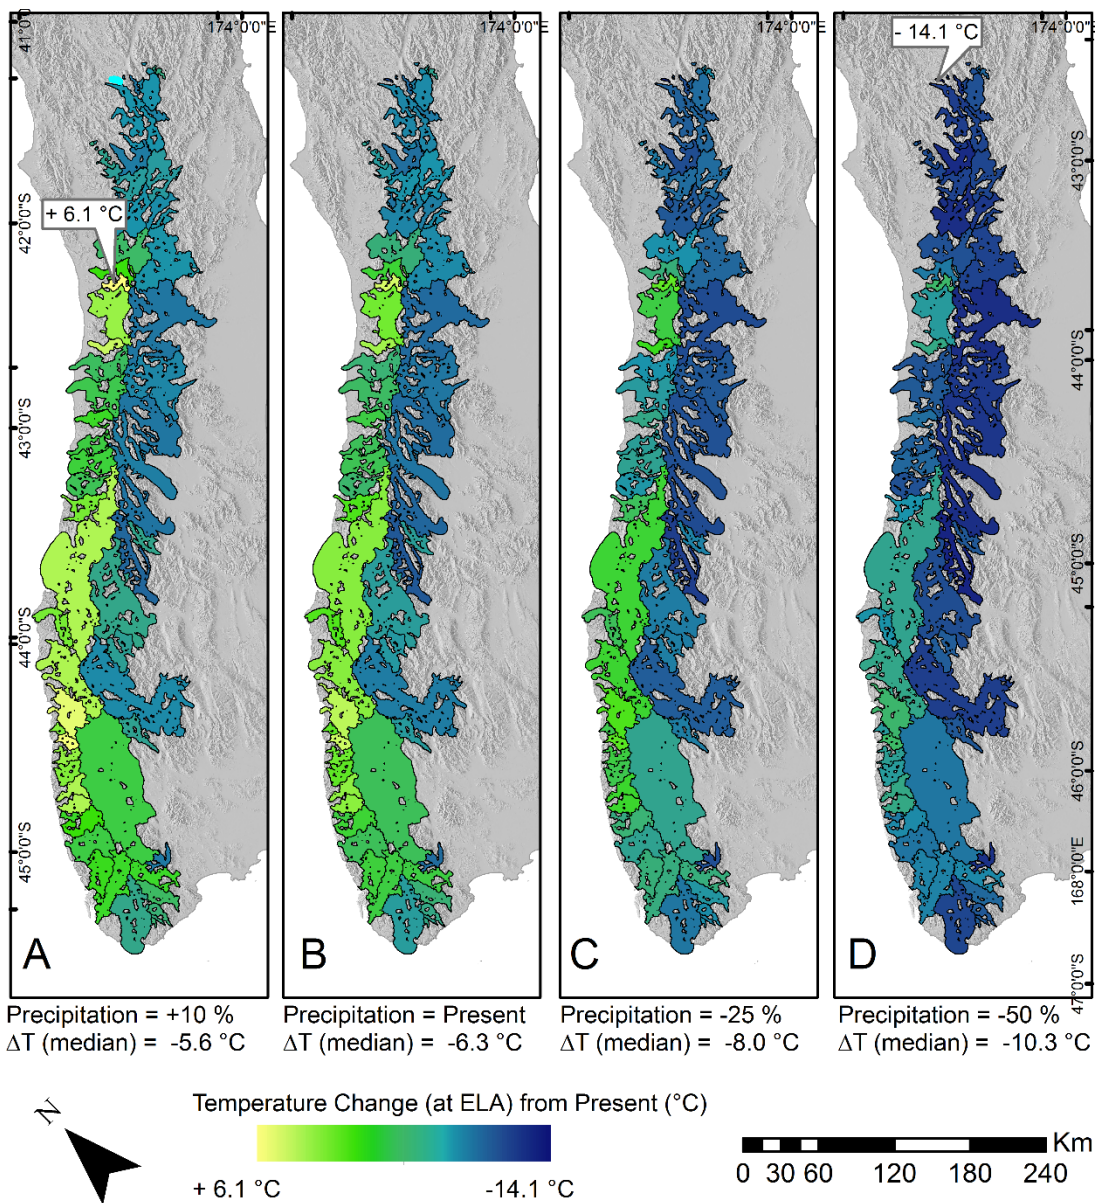 41°0'0"S
174°0'0"E
174°0'0"E
174°0'0"E
174°0'0"E
- 14.1 °C
+ 6.1 °C
42°0'0"S
43°0'0"S
44°0'0"S
45°0'0"S
43°0'0"S
44°0'0"S
45°0'0"S
46°0'0"S
168°0'0"E
47°0'0"S
A
B
C
D
Precipitation = +10 %
ΔT (median) = -5.6 °C
Precipitation = Present
ΔT (median) = -6.3 °C
Precipitation = -25 %
ΔT (median) = -8.0 °C
Precipitation = -50 %
ΔT (median) = -10.3 °C
N
Temperature Change (at ELA) from Present (°C)
+ 6.1 °C
-14.1 °C
Km
0 30 60 120 180 240